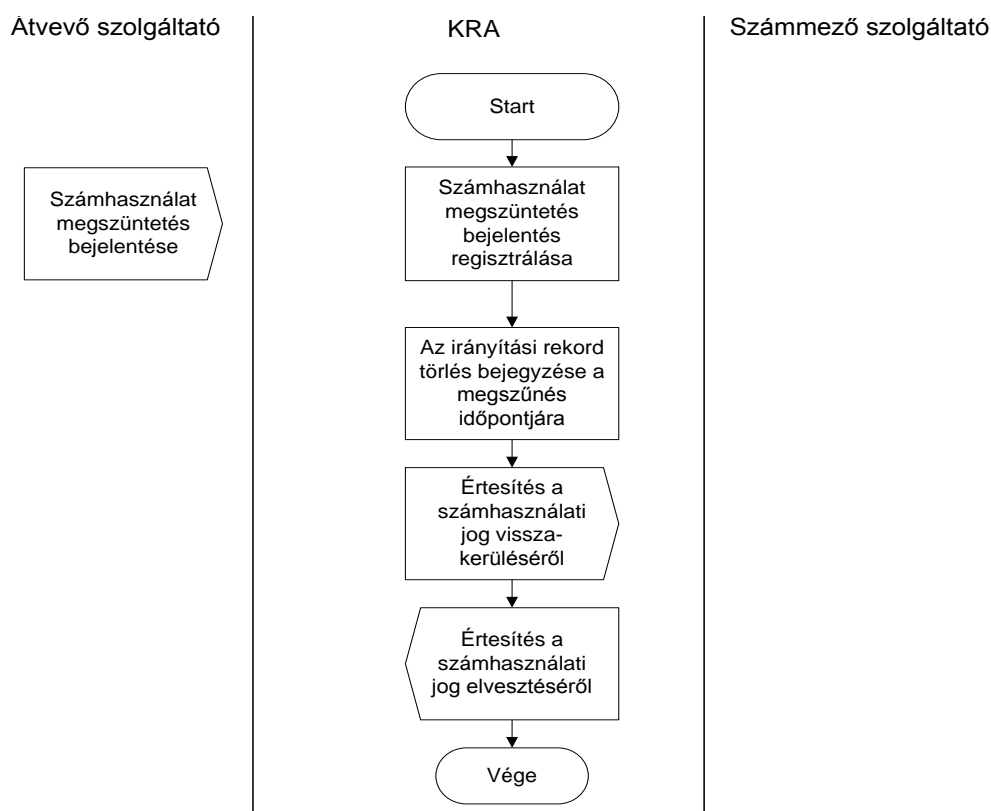 Átvevő szolgáltató
KRA
Számmező szolgáltató
Start
Számhasználat
megszüntetés
bejelentése
Számhasználat
megszüntetés
bejelentés
regisztrálása
Az irányítási rekord
törlés bejegyzése a
megszűnés
időpontjára
Értesítés a
számhasználati
jog vissza-
kerüléséről
Értesítés a
számhasználati
jog elvesztéséről
Vége